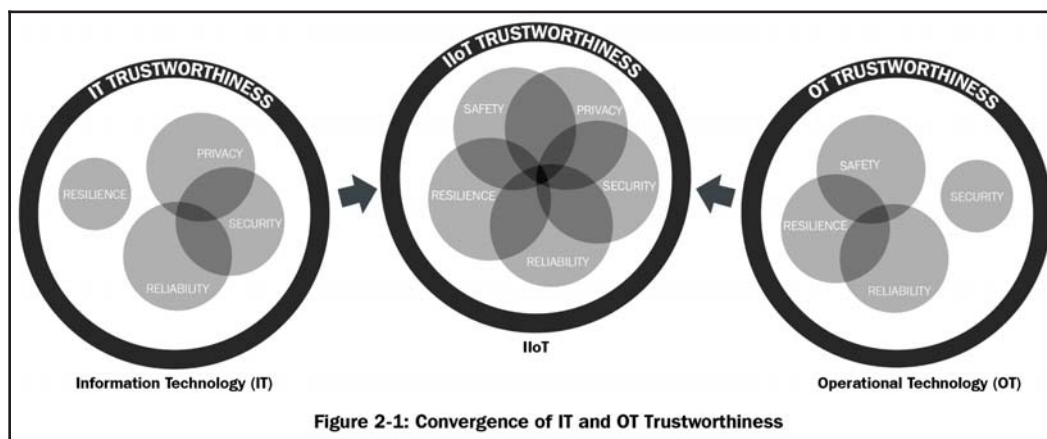 IT TRUSTWORTHINESS
PRIVACY
RESILIENCE
SECURITY
RELIABILITY
Information Technology (IT)
IIoT TRUSTWORTHINESS
SAFETY
PRIVACY
RESILIENCE
SECURITY
RELIABILITY
IIoT
OT TRUSTWORTHINESS
SAFETY
SECURITY
RESILIENCE
RELIABILITY
Operational Technology (OT)
Figure 2-1: Convergence of IT and OT Trustworthiness